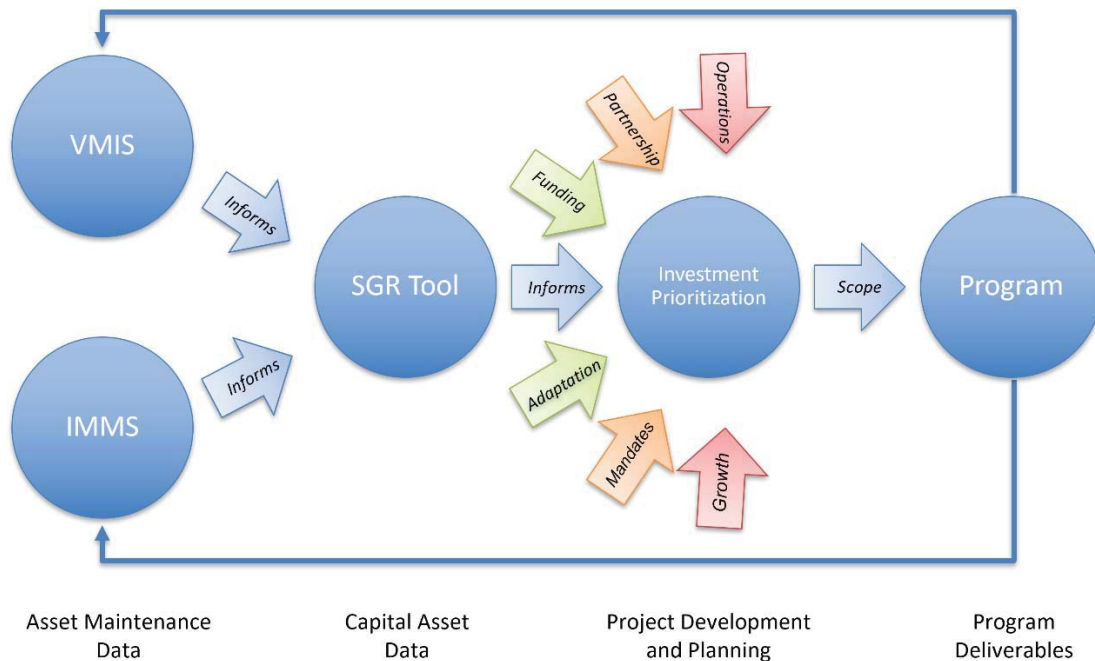 VMIS
Informs
IMMS
Informs
SGR Tool
Informs
Partnership
Operations
Funding
Adaptation
Mandates
Growth
Investment
Prioritization
Scope
Program
Asset Maintenance
Data
Capital Asset
Data
Project Development
and Planning
Program
Deliverables